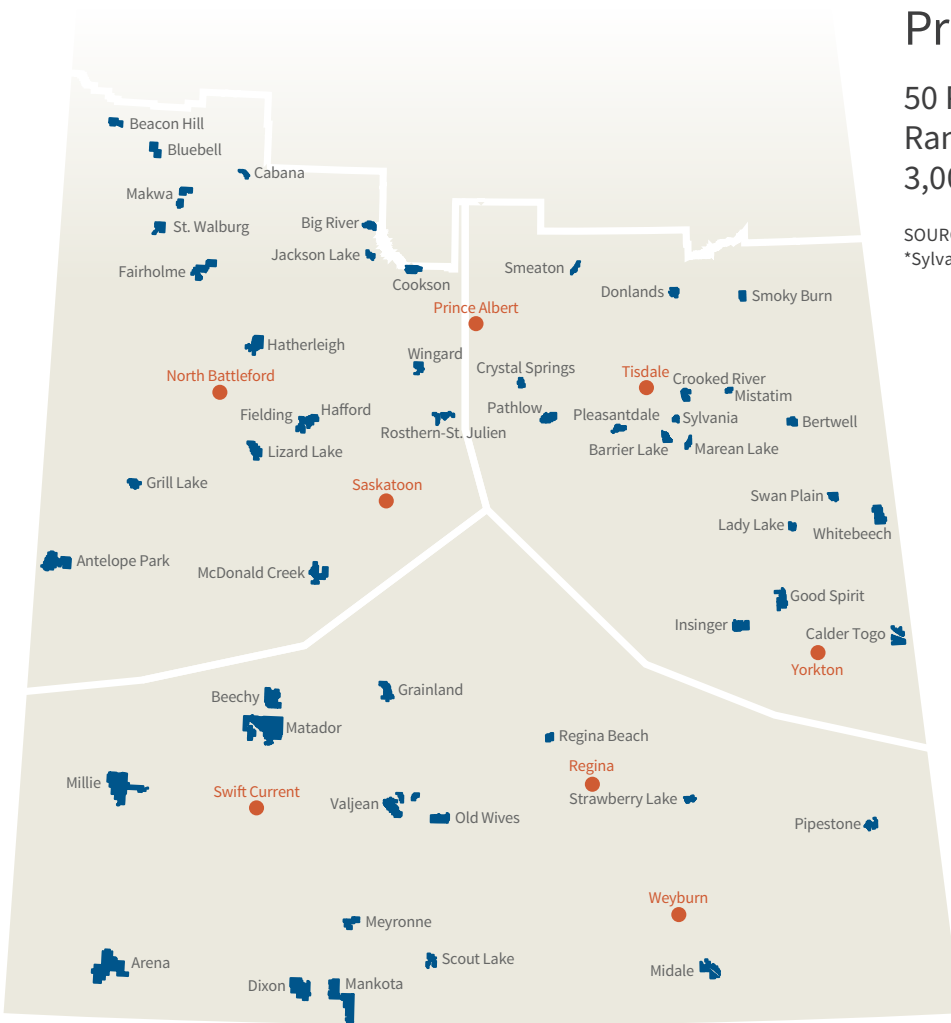 Pr
50
Ran
3,00
SOUR
*Sylva
Beacon Hill
Bluebell
Cabana
Makwa
St. Walburg
Big River
Jackson Lake
Fairholme
Cookson
Smeaton
Donlands
Smoky Burn
Prince Albert
Hatherleigh
Wingard
North Battleford
Crystal Springs
Tisdale
Crooked River
Mistatim
Fielding
Hafford
Rosthern-St. Julien
Pathlow
Pleasantdale
Sylvania
Bertwell
Lizard Lake
Barrier Lake
Marean Lake
Grill Lake
Saskatoon
Swan Plain
Lady Lake
Whitebeech
Antelope Park
McDonald Creek
Good Spirit
Insinger
Calder Togo
Yorkton
Beechy
Grainland
Matador
Regina Beach
Millie
Swift Current
Regina
Valjean
Strawberry Lake
Old Wives
Pipestone
Weyburn
Meyronne
Arena
Scout Lake
Midale
Dixon
Mankota